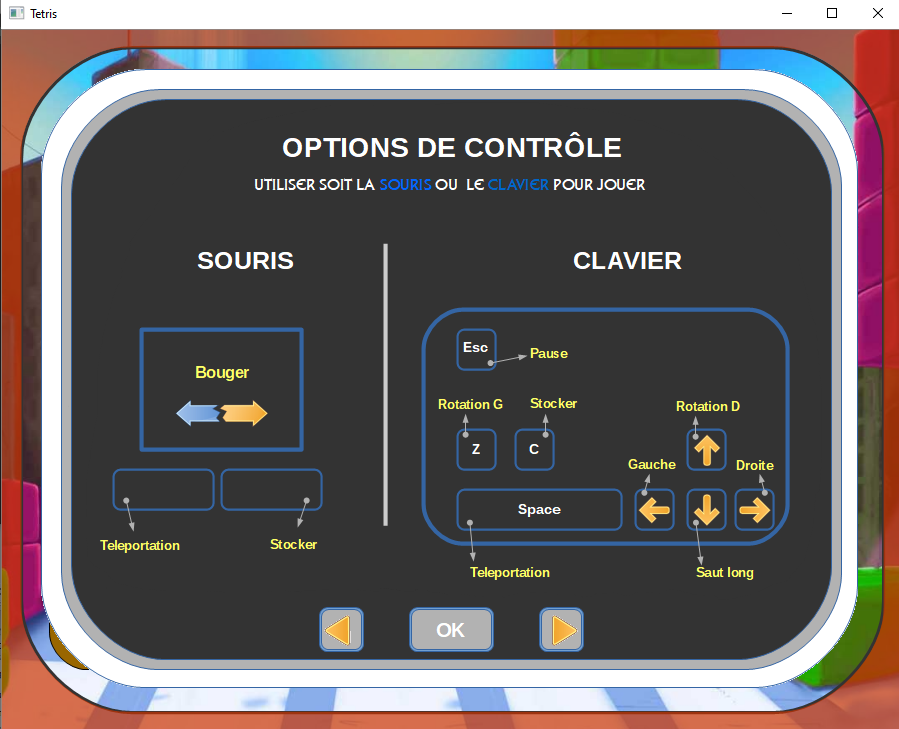 Tetris
OPTIONS DE CONTRÔLE
UTILISER SOIT LA SOURIS OU LE CLAVIER POUR JOUER
SOURIS
CLAVIER
Bouger
Teleportation
Stocker
Esc
Pause
Rotation G
Stocker
Rotation D
Z
C
Gauche
Droite
Space
Teleportation
Saut long
OK